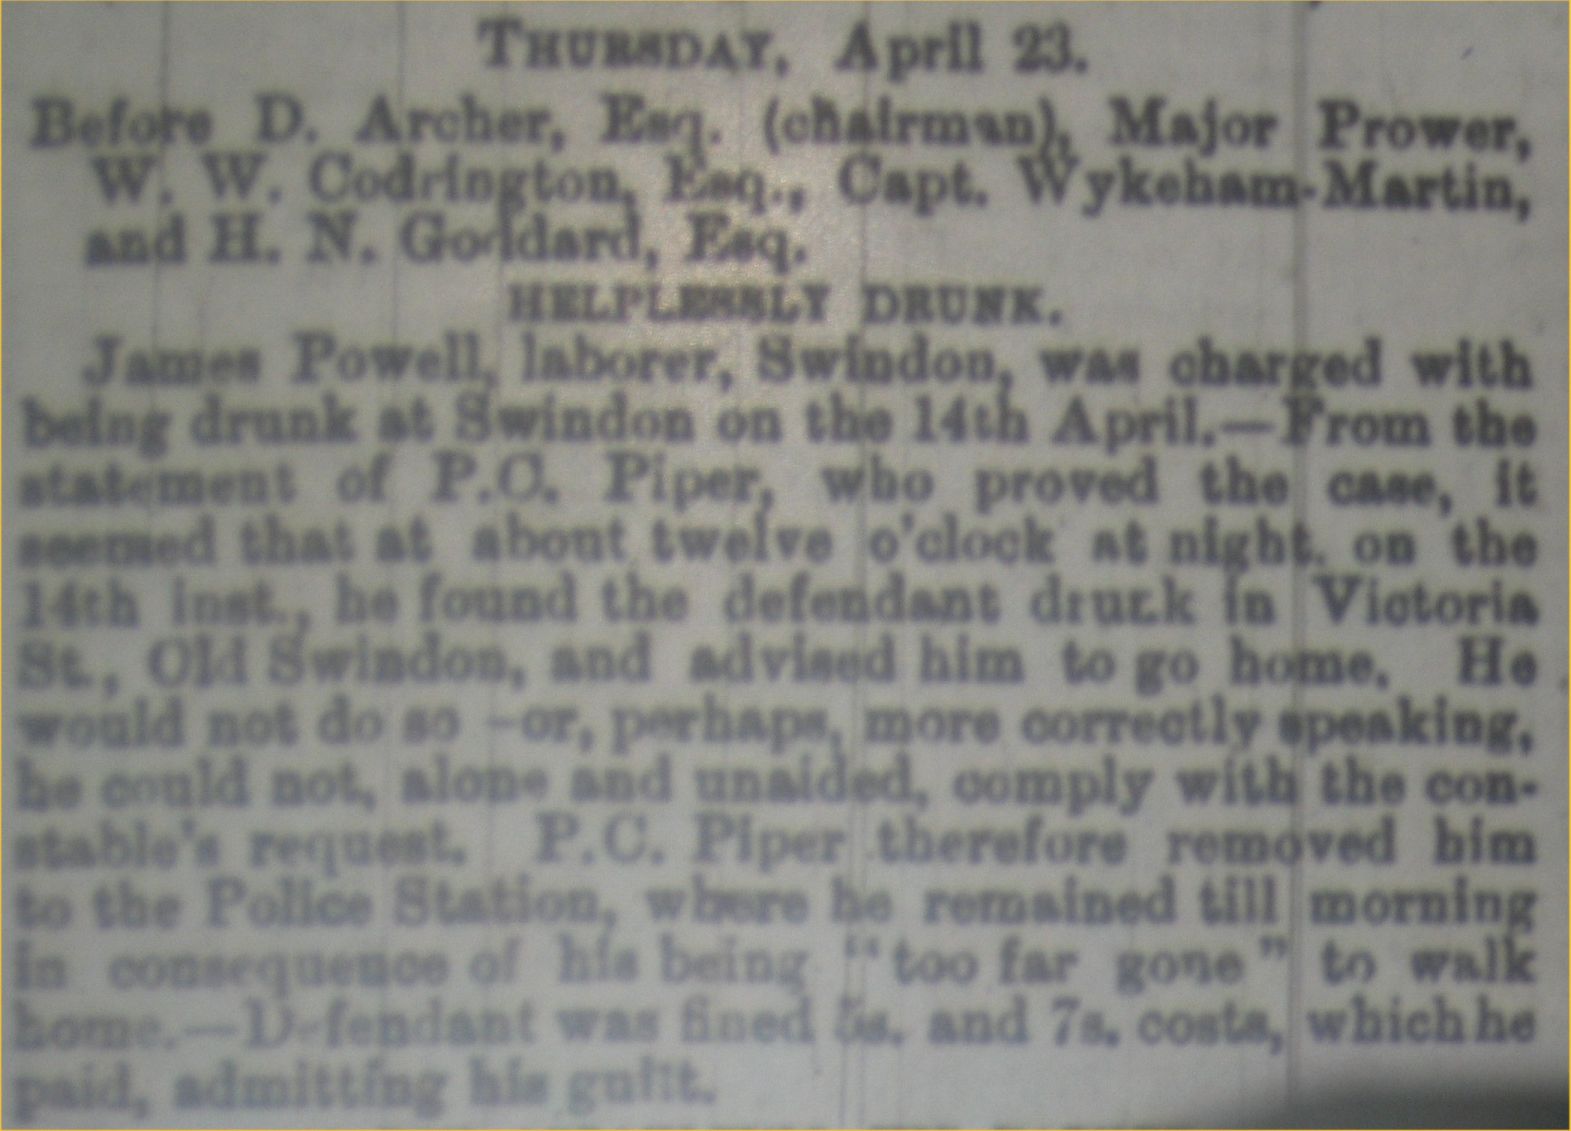 THURSDAY, April 23.
Before D. Archer, Esq. (chairman), Major Prower,
W. W. Codrington, Esq., Capt. Wykeham-Martin,
and H. N. Goddard, Esq.
HELPLESSLY DRUNK.
James Powell, laborer, Swindon, was charged with
being drunk at Swindon on the 14th April.—From the
statement of P.C. Piper, who proved the case, it
seemed that at about twelve o'clock at night, on the
14th inst., he found the defendant drunk in Victoria
St., Old Swindon, and advised him to go home. He
would not do so –or, perhaps, more correctly speaking,
he could not, alone and unaided, comply with the con-
stable's request. P.C. Piper therefore removed him
to the Police Station, where he remained till morning
in consequence of his being "too far gone" to walk
home.—Defendant was fined 5s. and 7s. costs, which he
paid, admitting his guilt.